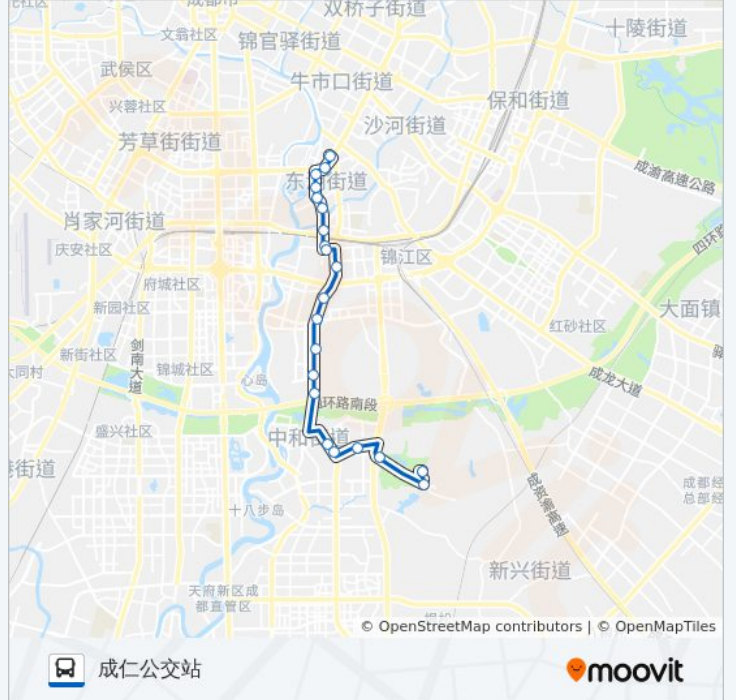 成都市
双桥子街道
十陵街道
文翁社区
锦官驿街道
武侯区
牛市口街道
保和街道
兴蓉社区
沙河街道
芳草街街道
成渝高速公路
街道
肖家河街道
四环路
庆安社区
锦江区
府城社区
大面镇
新园社区
红砂社区
剑南大道
新街社区
大同村
锦城社区
心岛
成龙大道
环路南段
盛兴社区
中和街道
街道
成都经
总部经
十八步岛
新兴街道
天府新区成
都直管区
© OpenStreetMap contributors | © OpenMapTiles
成仁公交站
moovit